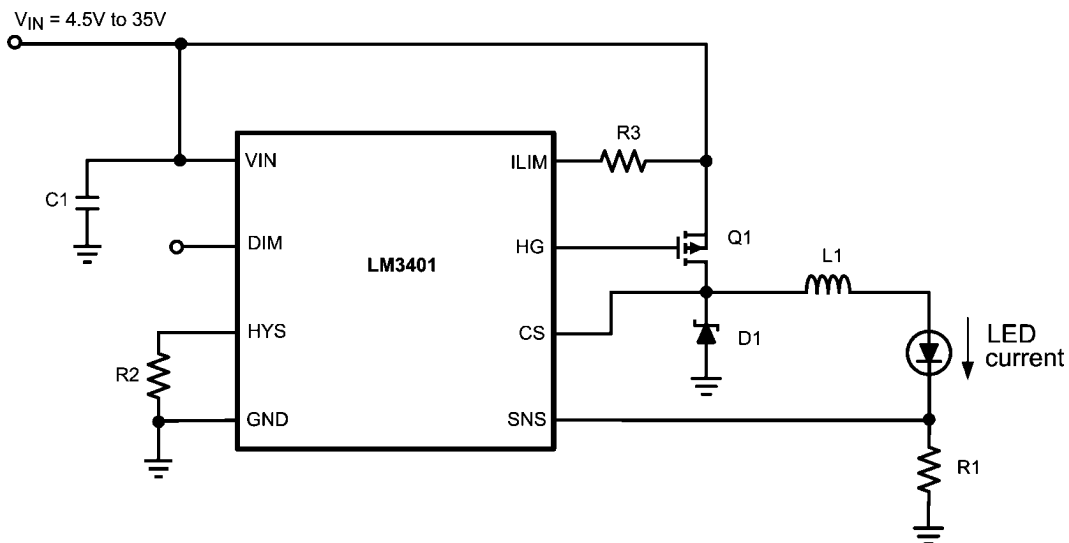 VIN = 4.5V to 35V
R3
VIN
ILIM
C1
Q1
DIM
HG
LM3401
L1
HYS
CS
D1
LED
current
R2
GND
SNS
R1